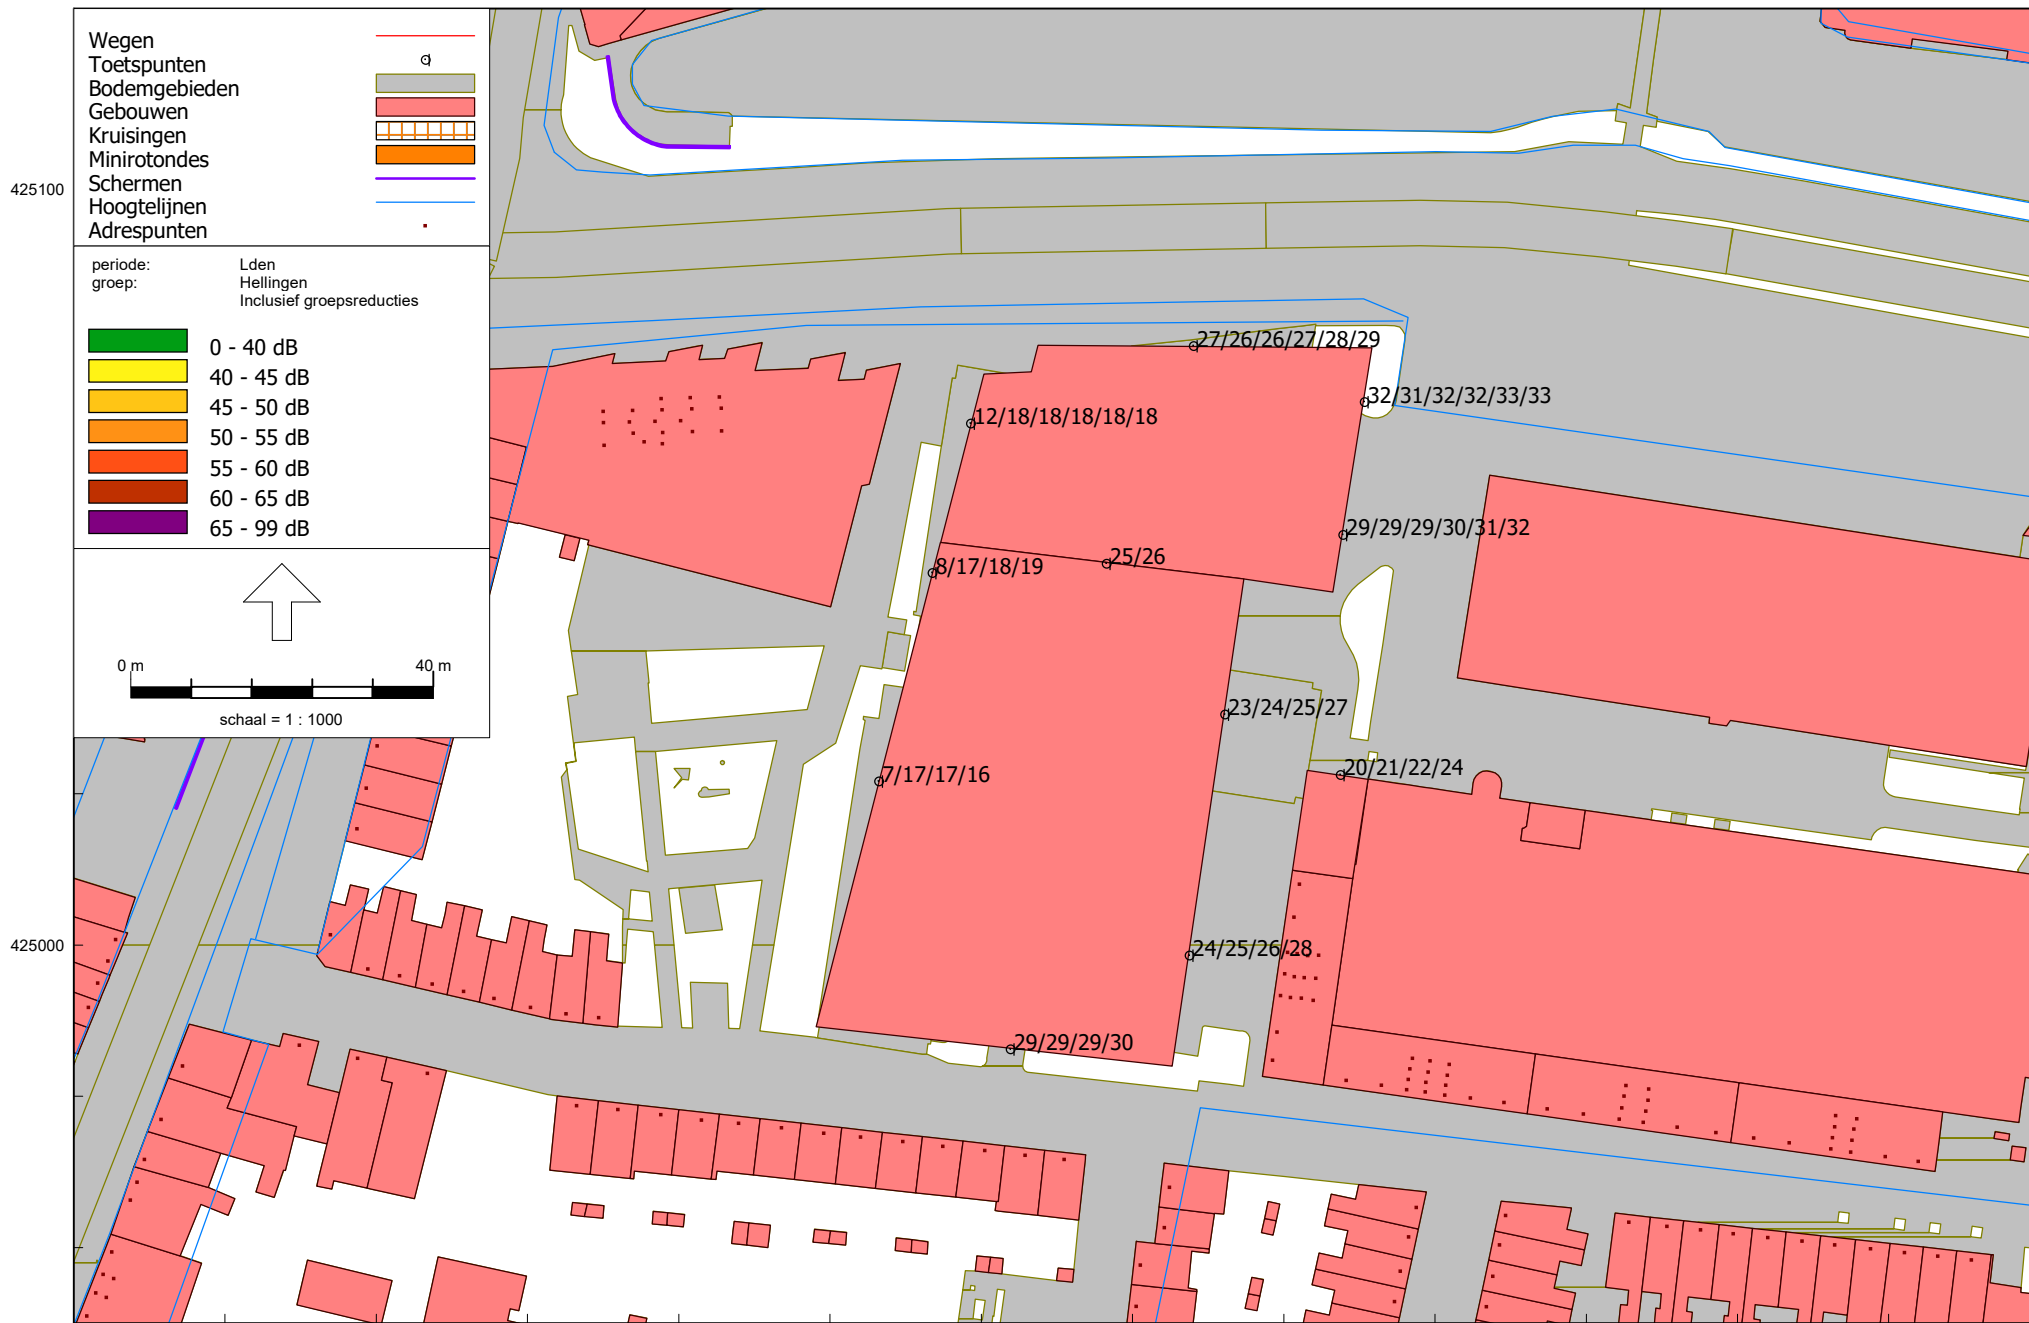 Wegen
Toetspunten
Bodemgebieden
Gebouwen
Kruisingen
Minirotondes
Schermen
Hoogtelijnen
Adrespunten
periode: Lden
groep: Hellingen
Inclusief groepsreducties
0 - 40 dB
40 - 45 dB
45 - 50 dB
50 - 55 dB
55 - 60 dB
60 - 65 dB
65 - 99 dB
0 m 40 m
schaal = 1 : 1000
425100
425000
27/26/26/27/28/29
32/31/32/32/33/33
12/18/18/18/18/18
29/29/29/30/31/32
25/26
8/17/18/19
23/24/25/27
20/21/22/24
7/17/17/16
24/25/26/28
29/29/29/30